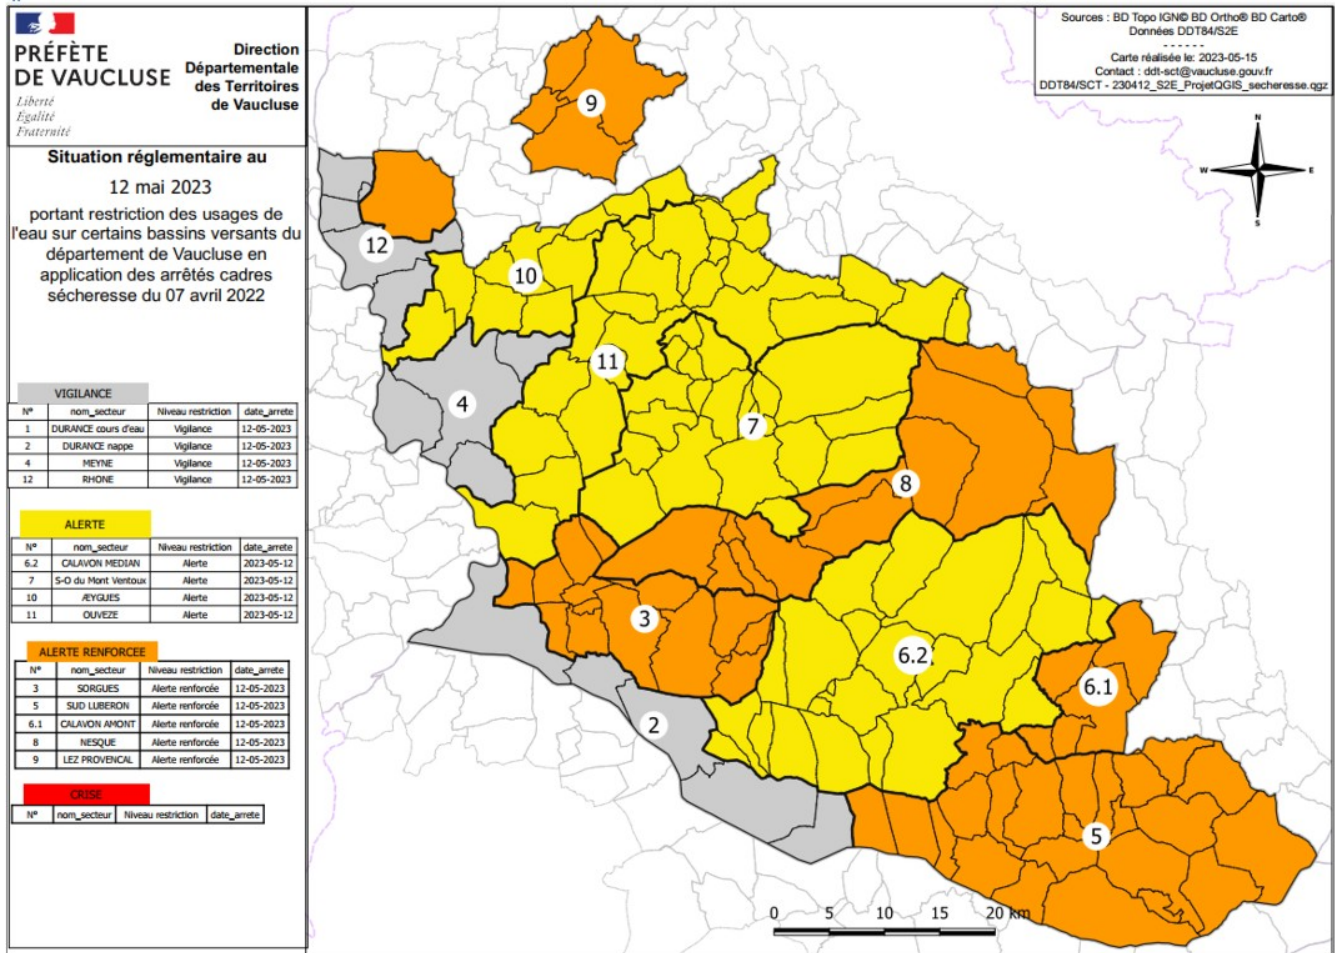 PRÉFÈTE
DE VAUCLUSE
Liberté
Égalité
Fraternité
Direction
Départementale
des Territoires
de Vaucluse
Situation réglementaire au
12 mai 2023
portant restriction des usages de
l'eau sur certains bassins versants du
département de Vaucluse en
application des arrêtés cadres
sécheresse du 07 avril 2022
VIGILANCE
N° nom_secteur Niveau restriction date_arrete
1 DURANCE cours d'eau Vigilance 12-05-2023
2 DURANCE nappe Vigilance 12-05-2023
4 MEYNE Vigilance 12-05-2023
12 RHONE Vigilance 12-05-2023
ALERTE
N° nom_secteur Niveau restriction date_arrete
6.2 CALAVON MEDIAN Alerte 2023-05-12
7 S-O du Mont Ventoux Alerte 2023-05-12
10 ÆYGUES Alerte 2023-05-12
11 OUVEZE Alerte 2023-05-12
ALERTE RENFORCEE
N° nom_secteur Niveau restriction date_arrete
3 SORGUES Alerte renforcée 12-05-2023
5 SUD LUBERON Alerte renforcée 12-05-2023
6.1 CALAVON AMONT Alerte renforcée 12-05-2023
8 NESQUE Alerte renforcée 12-05-2023
9 LEZ PROVENCAL Alerte renforcée 12-05-2023
CRISE
N° nom_secteur Niveau restriction date_arrete
Sources : BD Topo IGN© BD Ortho® BD Carto®
Données DDT84/S2E
- - - - - -
Carte réalisée le: 2023-05-15
Contact : ddt-sct@vaucluse.gouv.fr
DDT84/SCT - 230412_S2E_ProjetQGIS_secheresse.qgz
N
W E
S
9
12
10
11
4
7
8
3
6.2
6.1
2
5
0 5 10 15 20 km